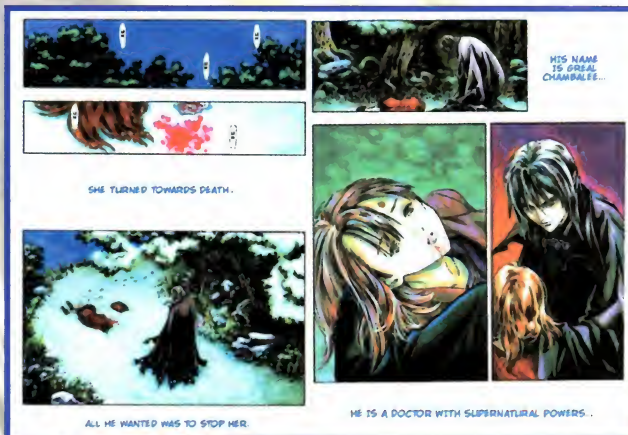 SHE TURNED TOWARDS DEATH.
ALL HE WANTED WAS TO STOP HER.
HIS NAME
IS GREAL
CHAMBALEE...
HE IS A DOCTOR WITH SUPERNATURAL POWERS...